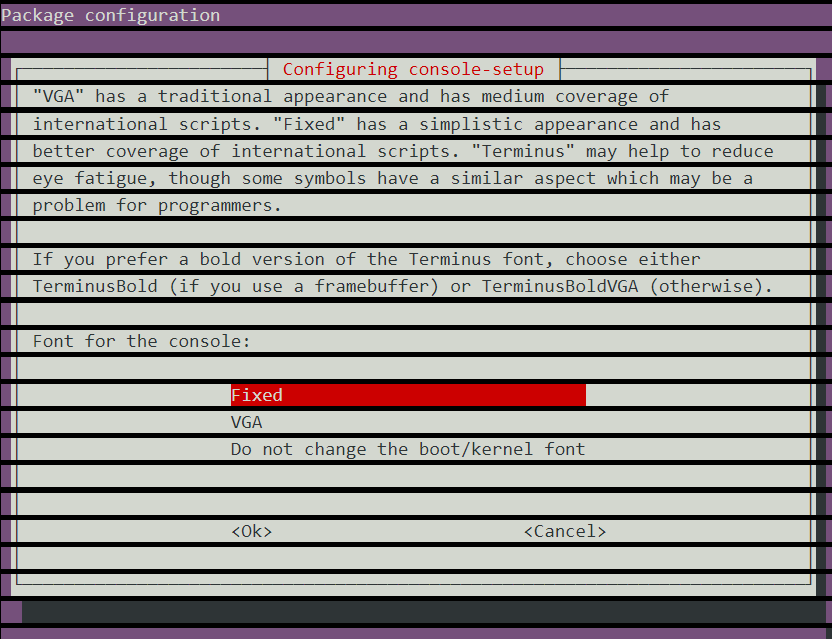 Package configuration
Configuring console-setup
"VGA" has a traditional appearance and has medium coverage of
international scripts. "Fixed" has a simplistic appearance and has
better coverage of international scripts. "Terminus" may help to reduce
eye fatigue, though some symbols have a similar aspect which may be a
problem for programmers.
If you prefer a bold version of the Terminus font, choose either
TerminusBold (if you use a framebuffer) or TerminusBoldVGA (otherwise).
Font for the console:
Fixed
VGA
Do not change the boot/kernel font
<Ok> <Cancel>